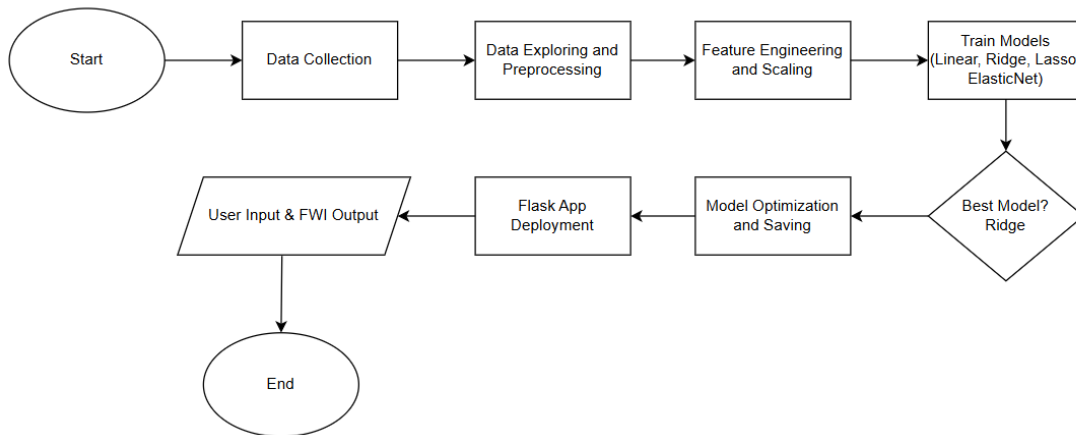 Start
Data Collection
Data Exploring and
Preprocessing
Feature Engineering
and Scaling
Train Models
(Linear, Ridge, Lasso
ElasticNet)
Best Model?
Ridge
Model Optimization
and Saving
Flask App
Deployment
User Input & FWI Output
End